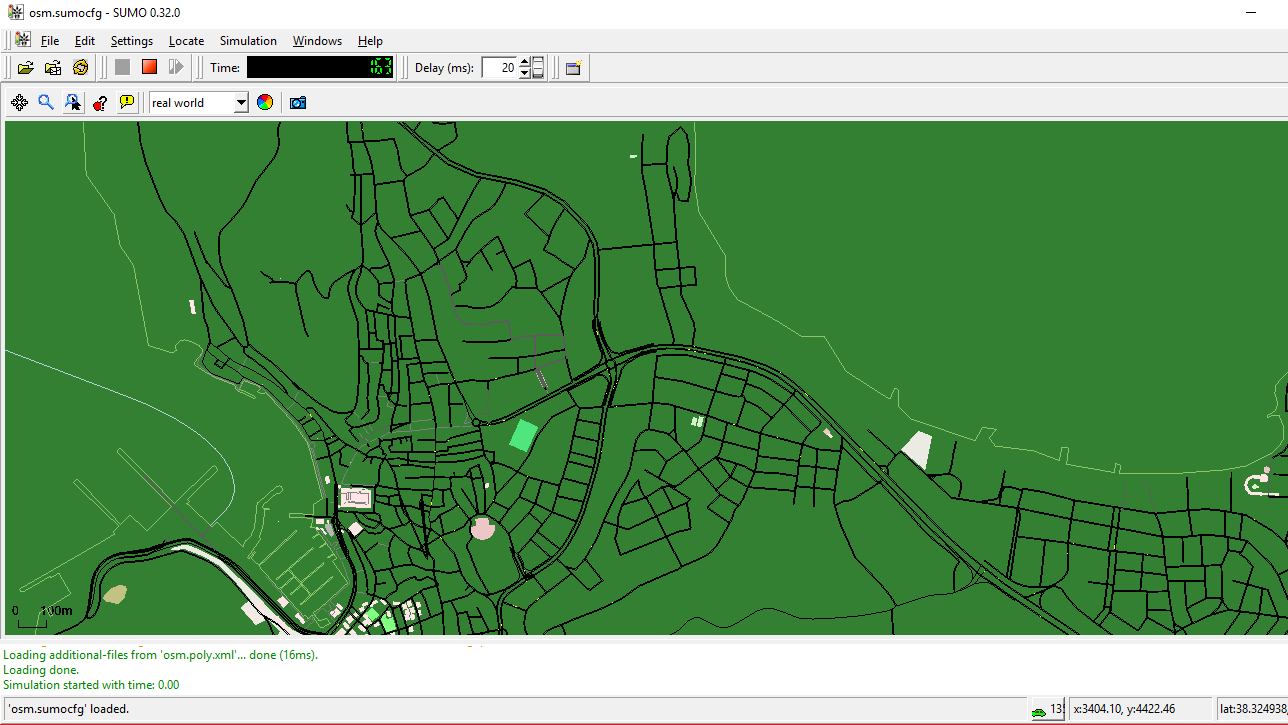 osm.sumocfg - SUMO 0.32.0
File Edit Settings Locate Simulation Windows Help
Time: Delay (ms): 20
real world
0 100m
Loading additional-files from 'osm.poly.xml'... done (16ms).
Loading done.
Simulation started with time: 0.00
'osm.sumocfg' loaded. x:3404.10, y:4422.46 lat:38.324938,